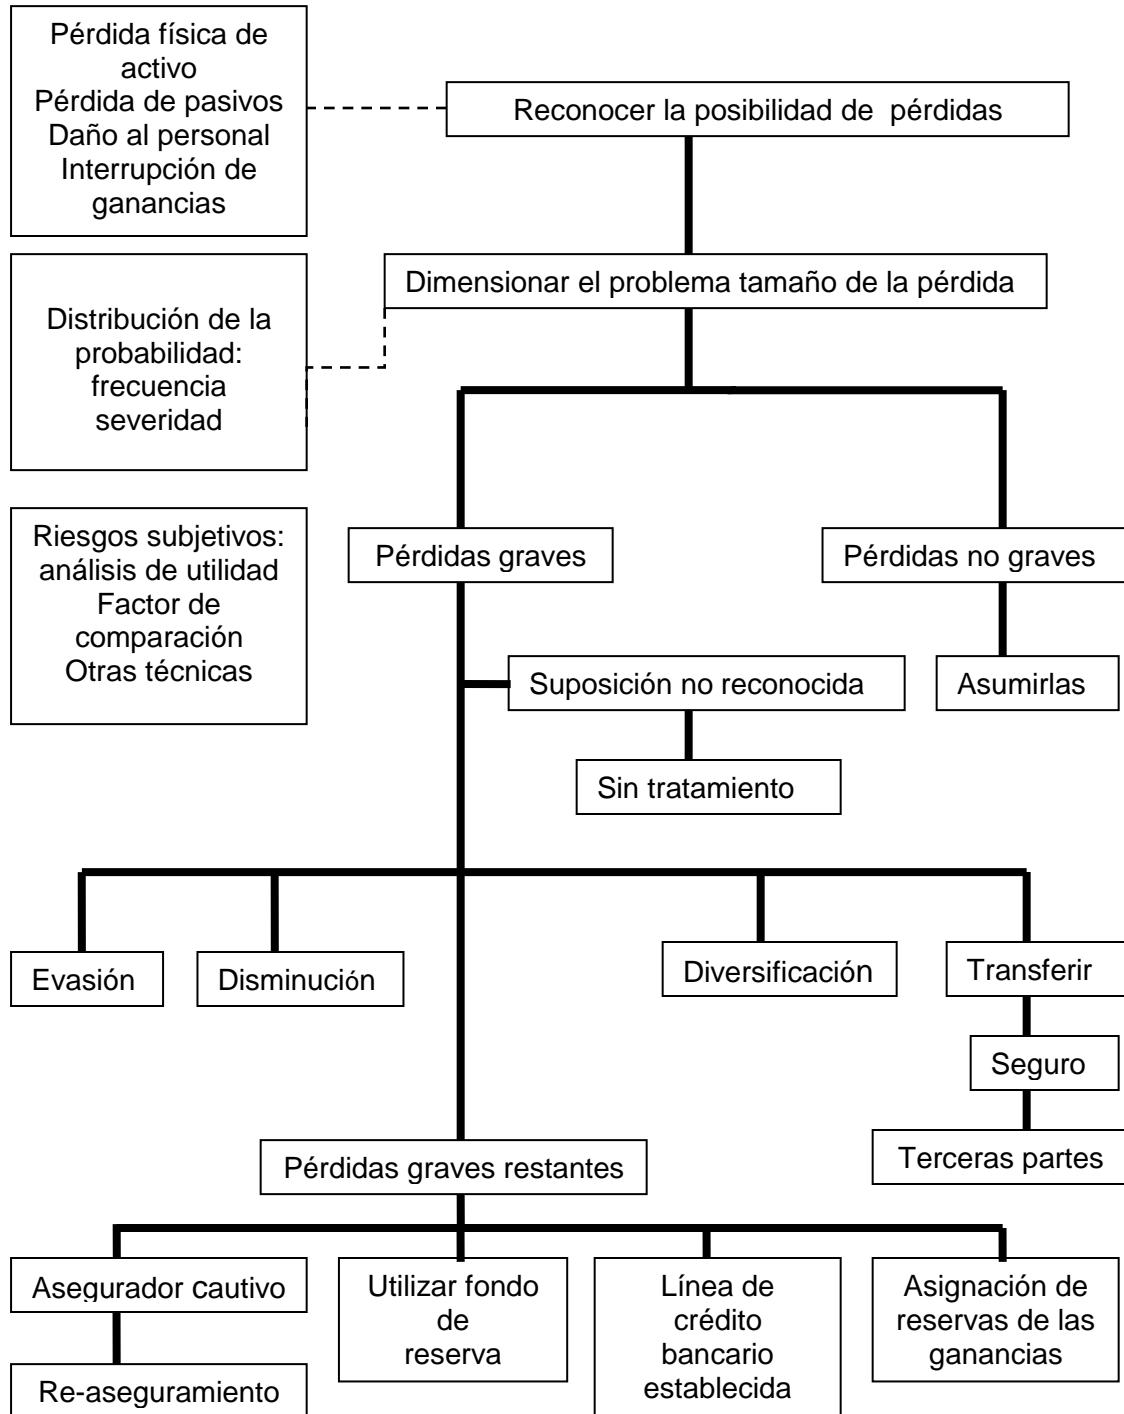 Pérdida física de
activo
Pérdida de pasivos
Daño al personal
Interrupción de
ganancias
Reconocer la posibilidad de pérdidas
Dimensionar el problema tamaño de la pérdida
Distribución de la
probabilidad:
frecuencia
severidad
Riesgos subjetivos:
análisis de utilidad
Factor de
comparación
Otras técnicas
Pérdidas graves
Pérdidas no graves
Suposición no reconocida
Asumirlas
Sin tratamiento
Evasión
Disminución
Diversificación
Transferir
Seguro
Terceras partes
Pérdidas graves restantes
Asegurador cautivo
Utilizar fondo
de
reserva
Línea de
crédito
bancario
establecida
Asignación de
reservas de las
ganancias
Re-aseguramiento